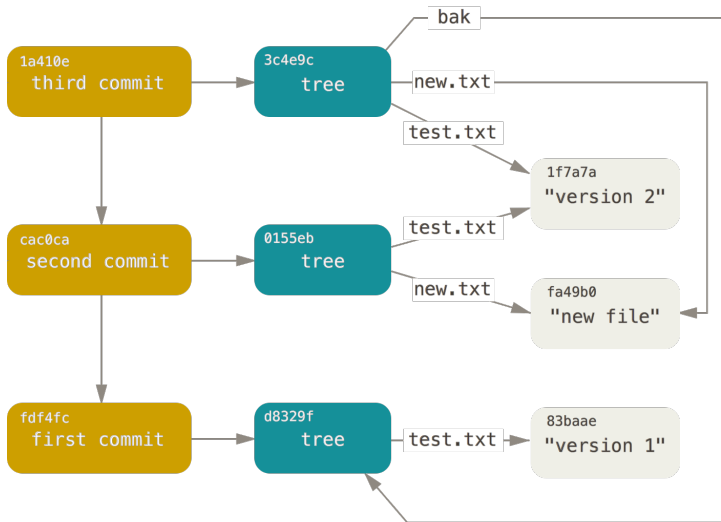 bak
1a410e
third commit
3c4e9c
tree
new.txt
test.txt
1f7a7a
"version 2"
cac0ca
second commit
0155eb
tree
test.txt
new.txt
fa49b0
"new file"
fdf4fc
first commit
d8329f
tree
test.txt
83baae
"version 1"